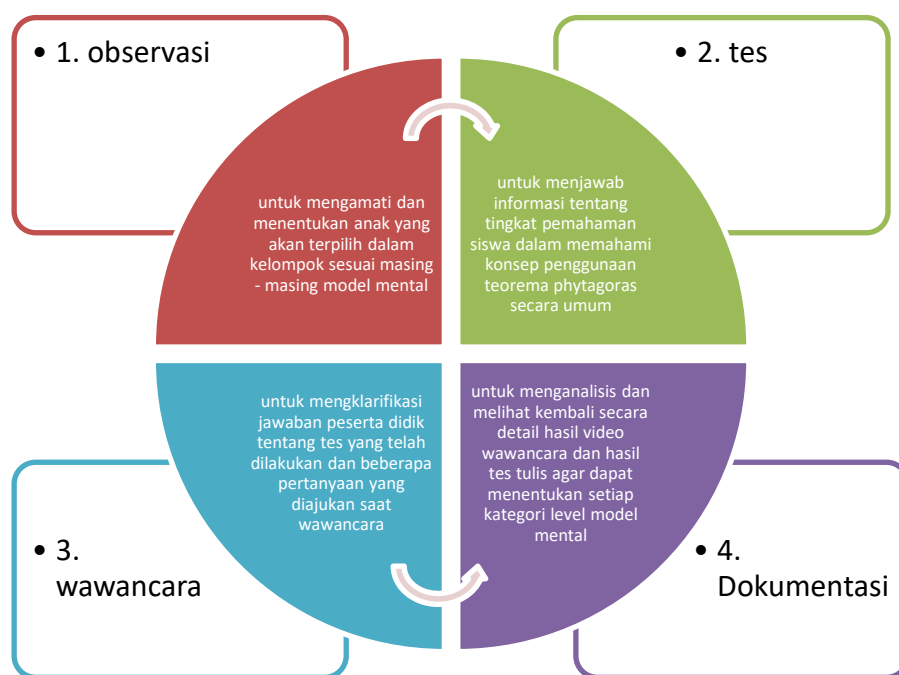 • 1. observasi
untuk mengamati dan
menentukan anak yang
akan terpilih dalam
kelompok sesuai masing
- masing model mental
• 2. tes
untuk menjawab
informasi tentang
tingkat pemahaman
siswa dalam memahami
konsep penggunaan
teorema phytagoras
secara umum
• 3.
wawancara
untuk mengklarifikasi
jawaban peserta didik
tentang tes yang telah
dilakukan dan beberapa
pertanyaan yang
diajukan saat
wawancara
• 4.
Dokumentasi
untuk menganalisis dan
melihat kembali secara
detail hasil video
wawancara dan hasil
tes tulis agar dapat
menentukan setiap
kategori level model
mental